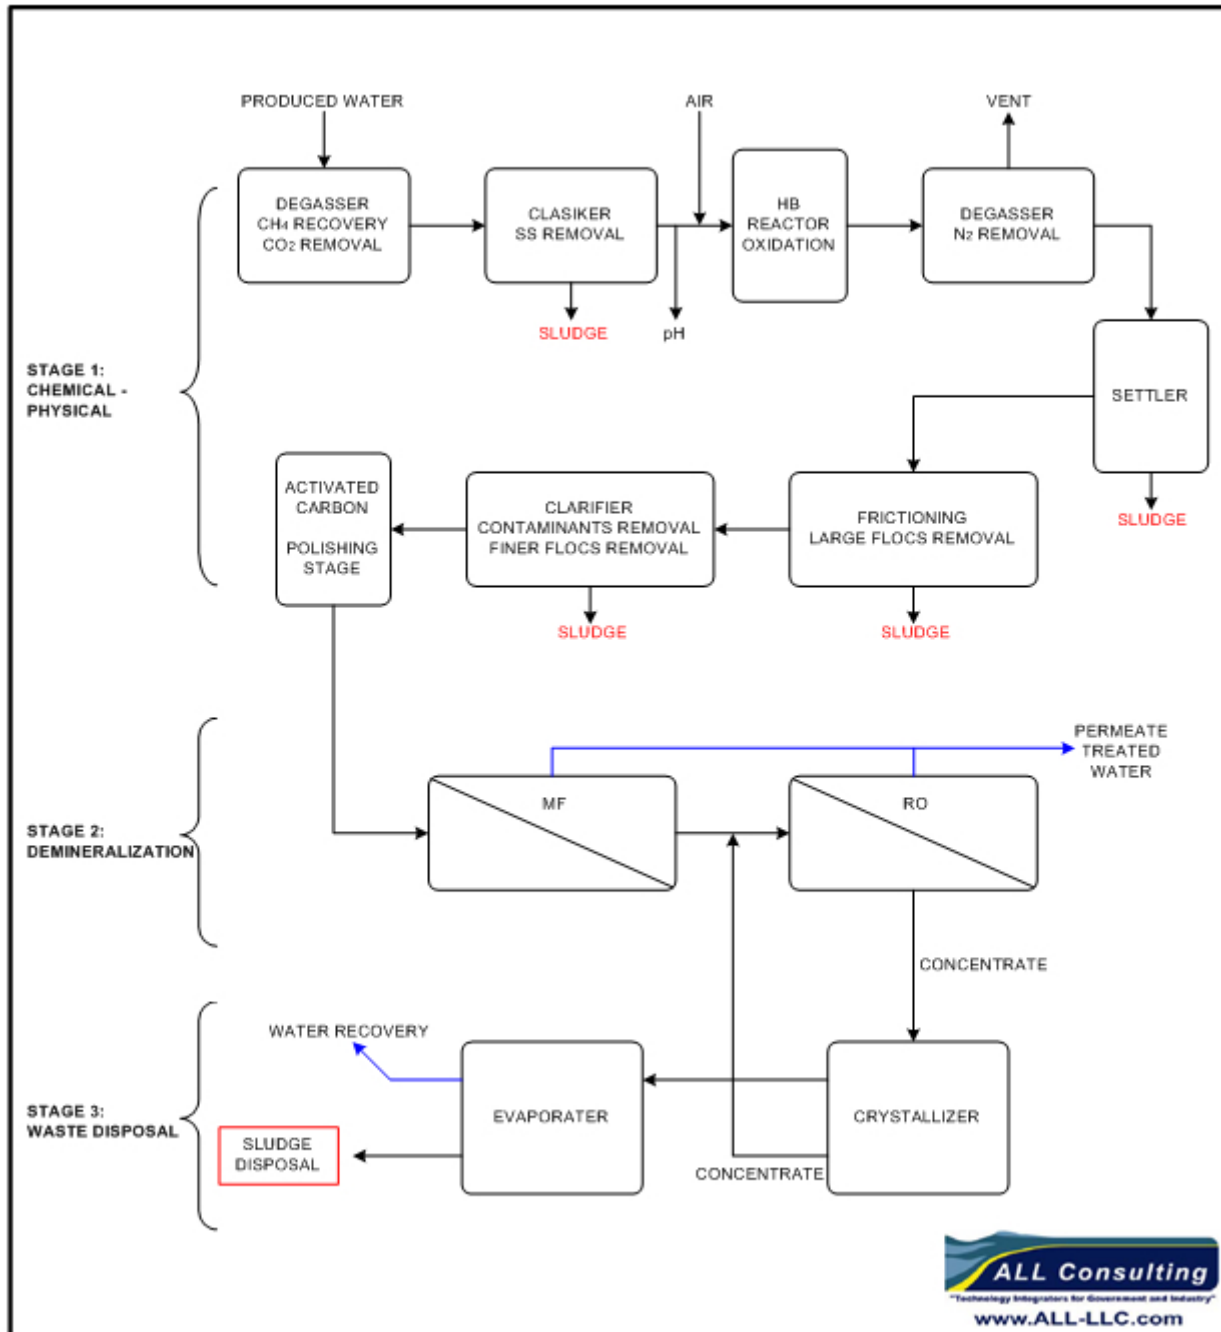 PRODUCED WATER
AIR
VENT
DEGASSER
CH4 RECOVERY
CO2 REMOVAL
CLASIKER
SS REMOVAL
HB
REACTOR
OXIDATION
DEGASSER
N2 REMOVAL
SLUDGE
pH
STAGE 1:
CHEMICAL -
PHYSICAL
SETTLER
ACTIVATED
CARBON
POLISHING
STAGE
CLARIFIER
CONTAMINANTS REMOVAL
FINER FLOCS REMOVAL
FRICTIONING
LARGE FLOCS REMOVAL
SLUDGE
SLUDGE
SLUDGE
PERMEATE
TREATED
WATER
MF
RO
STAGE 2:
DEMINERALIZATION
CONCENTRATE
WATER RECOVERY
STAGE 3:
WASTE DISPOSAL
EVAPORATER
CRYSTALLIZER
SLUDGE
DISPOSAL
CONCENTRATE
ALL Consulting
"Technology Integrators for Government and Industry"
www.ALL-LLC.com